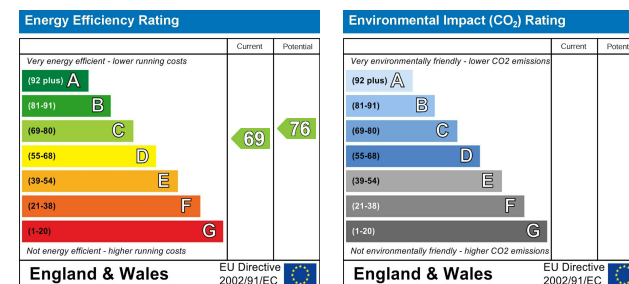 Energy Efficiency Rating
Current Potential
Very energy efficient - lower running costs
(92 plus) A
(81-91) B
(69-80) C
(55-68) D
(39-54) E
(21-38) F
(1-20) G
69 76
Not energy efficient - higher running costs
England & Wales
EU Directive
2002/91/EC
Environmental Impact (CO₂) Rating
Current Potent
Very environmentally friendly - lower CO2 emissions
(92 plus) A
(81-91) B
(69-80) C
(55-68) D
(39-54) E
(21-38) F
(1-20) G
Not environmentally friendly - higher CO2 emissions
England & Wales
EU Directive
2002/91/EC